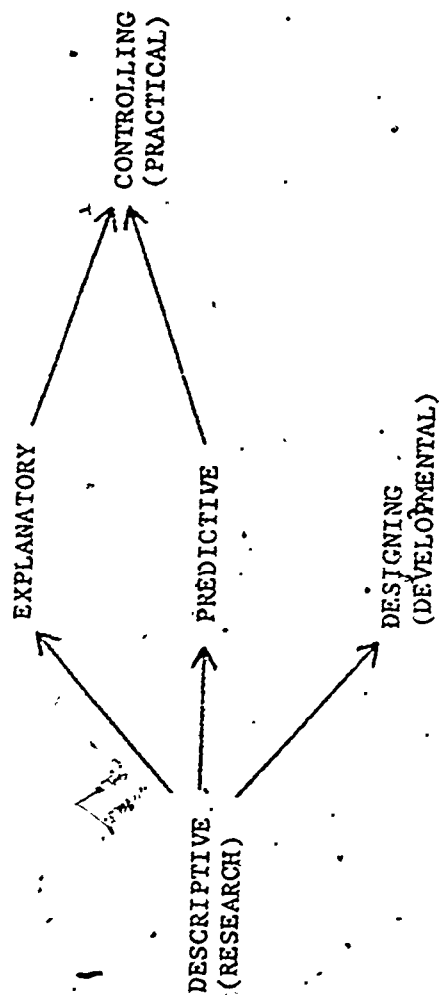 EXPLANATORY
CONTROLLING
(PRACTICAL)
PREDICTIVE
DESCRIPTIVE
(RESEARCH)
DESIGNING
(DEVELOPMENTAL)